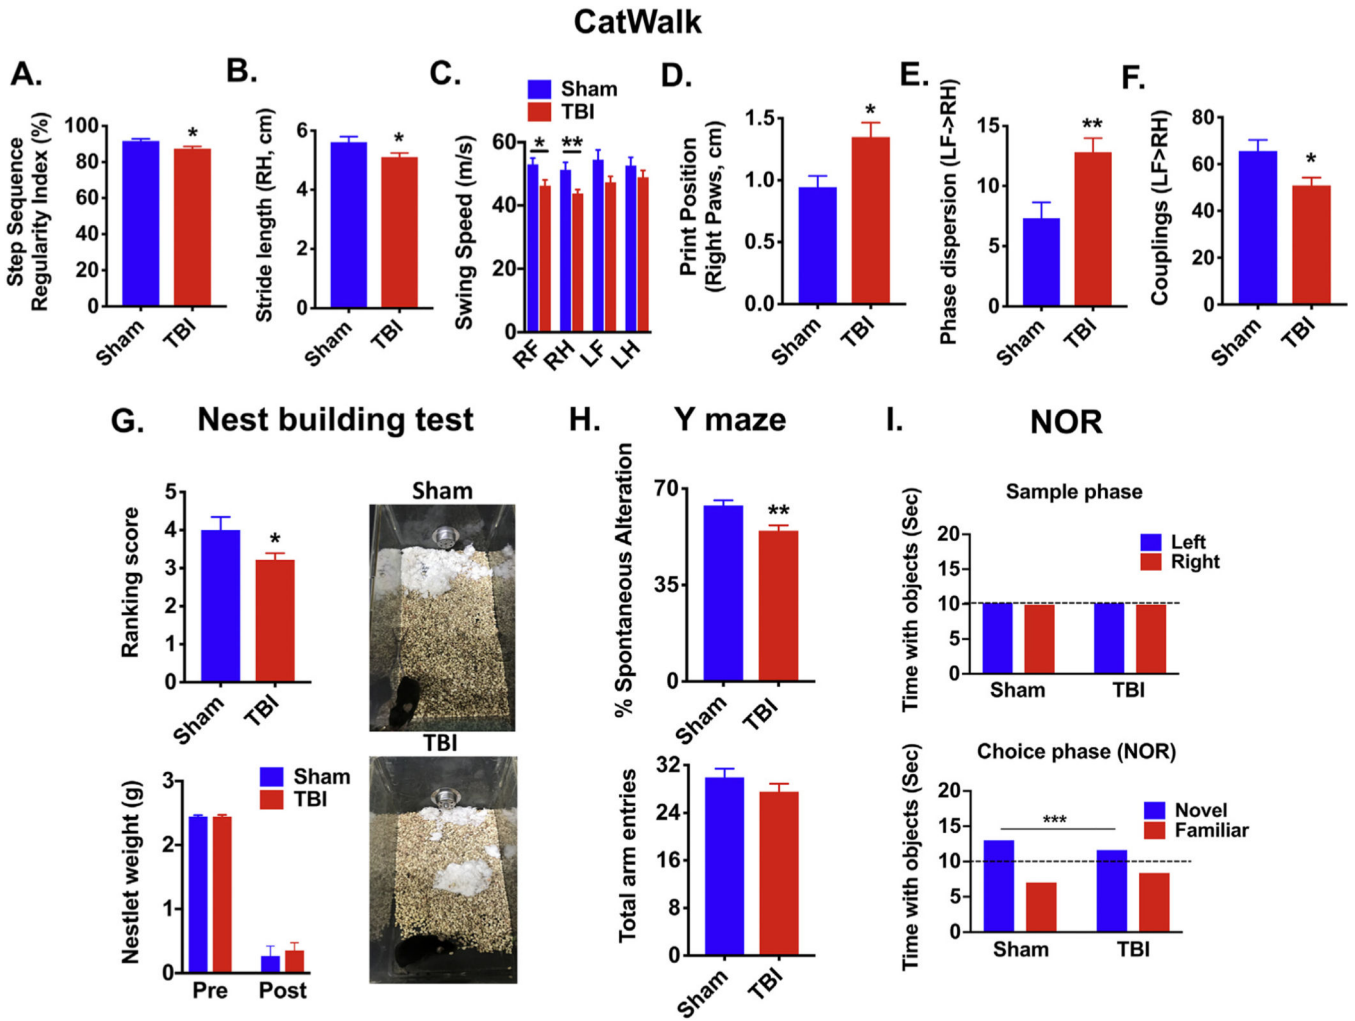 CatWalk
A.
Step Sequence
Regularity Index (%)
100
80
60
40
20
0
*
Sham
TBI
B.
Stride length (RH, cm)
6
4
2
0
*
Sham
TBI
C.
Sham
TBI
Swing Speed (m/s)
60
40
20
0
*
**
RF
RH
LF
LH
D.
Print Position
(Right Paws, cm)
1.5
1.0
0.5
0.0
*
Sham
TBI
E.
Phase dispersion (LF->RH)
15
10
5
0
**
Sham
TBI
F.
Couplings (LF>RH)
80
60
40
20
0
*
Sham
TBI
G.
Nest building test
Ranking score
5
4
3
2
1
0
*
Sham
TBI
Sham
TBI
Nestlet weight (g)
3
2
1
0
Sham
TBI
Pre
Post
H.
Y maze
% Spontaneous Alteration
70
35
0
**
Sham
TBI
Total arm entries
32
24
16
8
0
Sham
TBI
I.
NOR
Sample phase
Time with objects (Sec)
20
15
10
5
0
Left
Right
Sham
TBI
Choice phase (NOR)
Time with objects (Sec)
20
15
10
5
0
***
Novel
Familiar
Sham
TBI